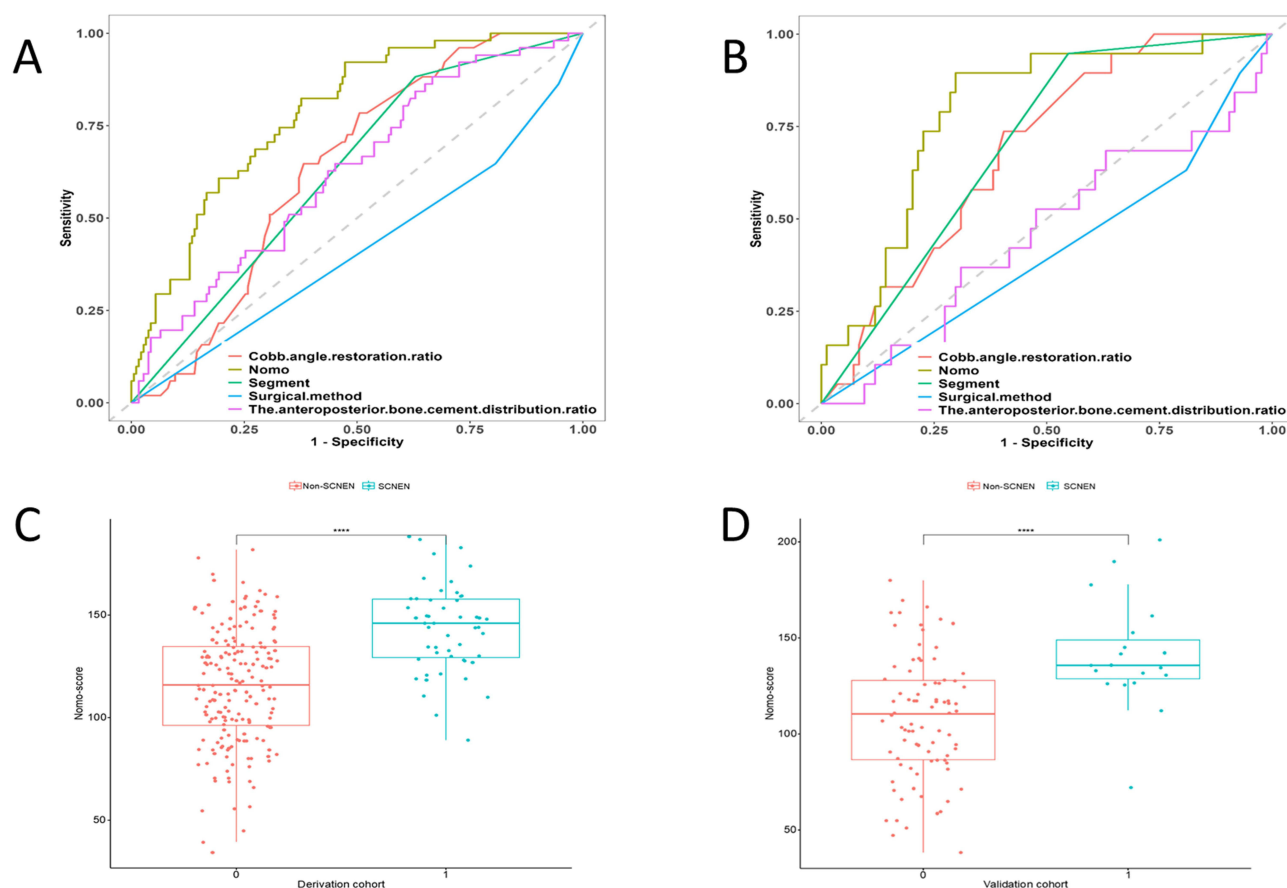 A
Sensitivity
1.00
0.75
0.50
0.25
0.00
Cobb.angle.restoration.ratio
Nomo
Segment
Surgical.method
The.anteroposterior.bone.cement.distribution.ratio
0.00 0.25 0.50 0.75 1.00
1 - Specificity
B
Sensitivity
1.00
0.75
0.50
0.25
0.00
Cobb.angle.restoration.ratio
Nomo
Segment
Surgical.method
The.anteroposterior.bone.cement.distribution.ratio
0.00 0.25 0.50 0.75 1.00
1 - Specificity
C
Non-SCNEN SCNEN
****
Nomo-score
150
100
50
0 1
Derivation cohort
D
Non-SCNEN SCNEN
****
Nomo-score
200
150
100
50
0 1
Validation cohort